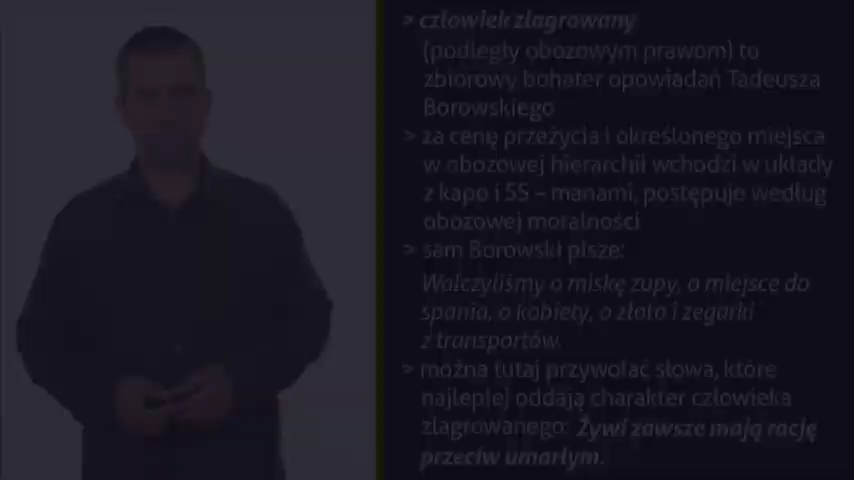 > człowiek zlagrowany
(podległy obozowym prawom) to
zbiorowy bohater opowiadań Tadeusza
Borowskiego
> za cenę przeżycia i określonego miejsca
w obozowej hierarchii wchodzi w układy
z kapo i SS – manami, postępuje według
obozowej moralności
> sam Borowski pisze:
Walczyliśmy o miskę zupy, o miejsce do
spania, o kobiety, o złoto i zegarki
z transportów.
> można tutaj przywołać słowa, które
najlepiej oddają charakter człowieka
zlagrowanego: Żywi zawsze mają rację
przeciw umarłym.